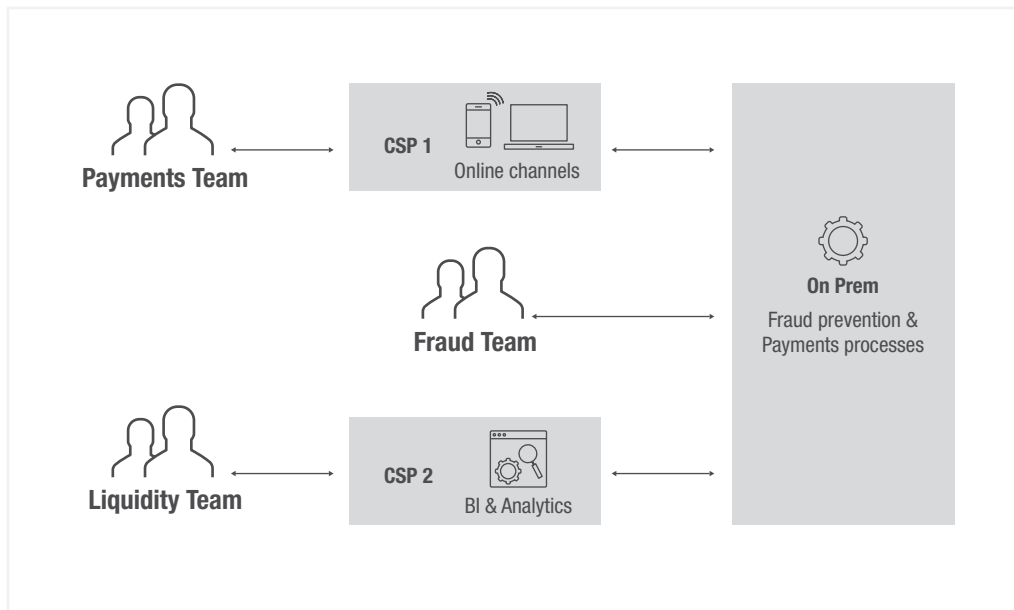 Payments Team
CSP 1
Online channels
Fraud Team
On Prem
Fraud prevention &
Payments processes
Liquidity Team
CSP 2
BI & Analytics